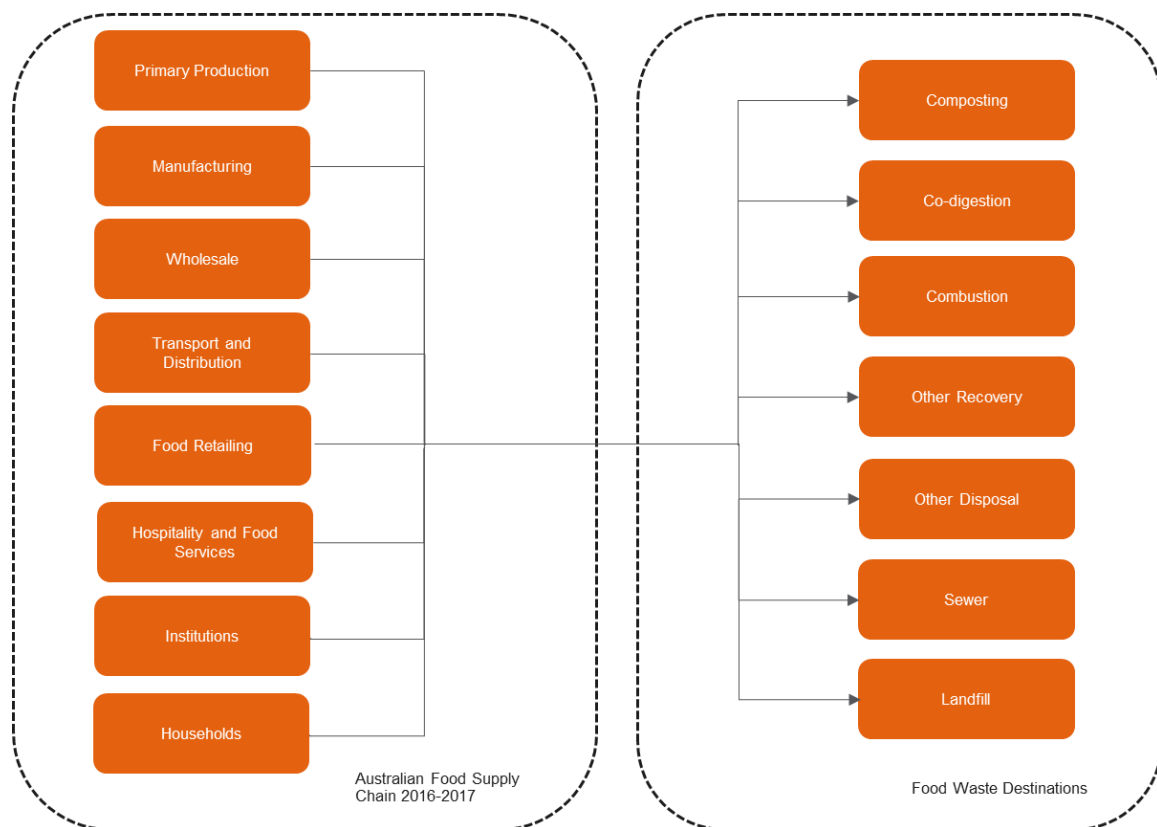 Primary Production
Manufacturing
Wholesale
Transport and
Distribution
Food Retailing
Hospitality and Food
Services
Institutions
Households
Australian Food Supply
Chain 2016-2017
Composting
Co-digestion
Combustion
Other Recovery
Other Disposal
Sewer
Landfill
Food Waste Destinations